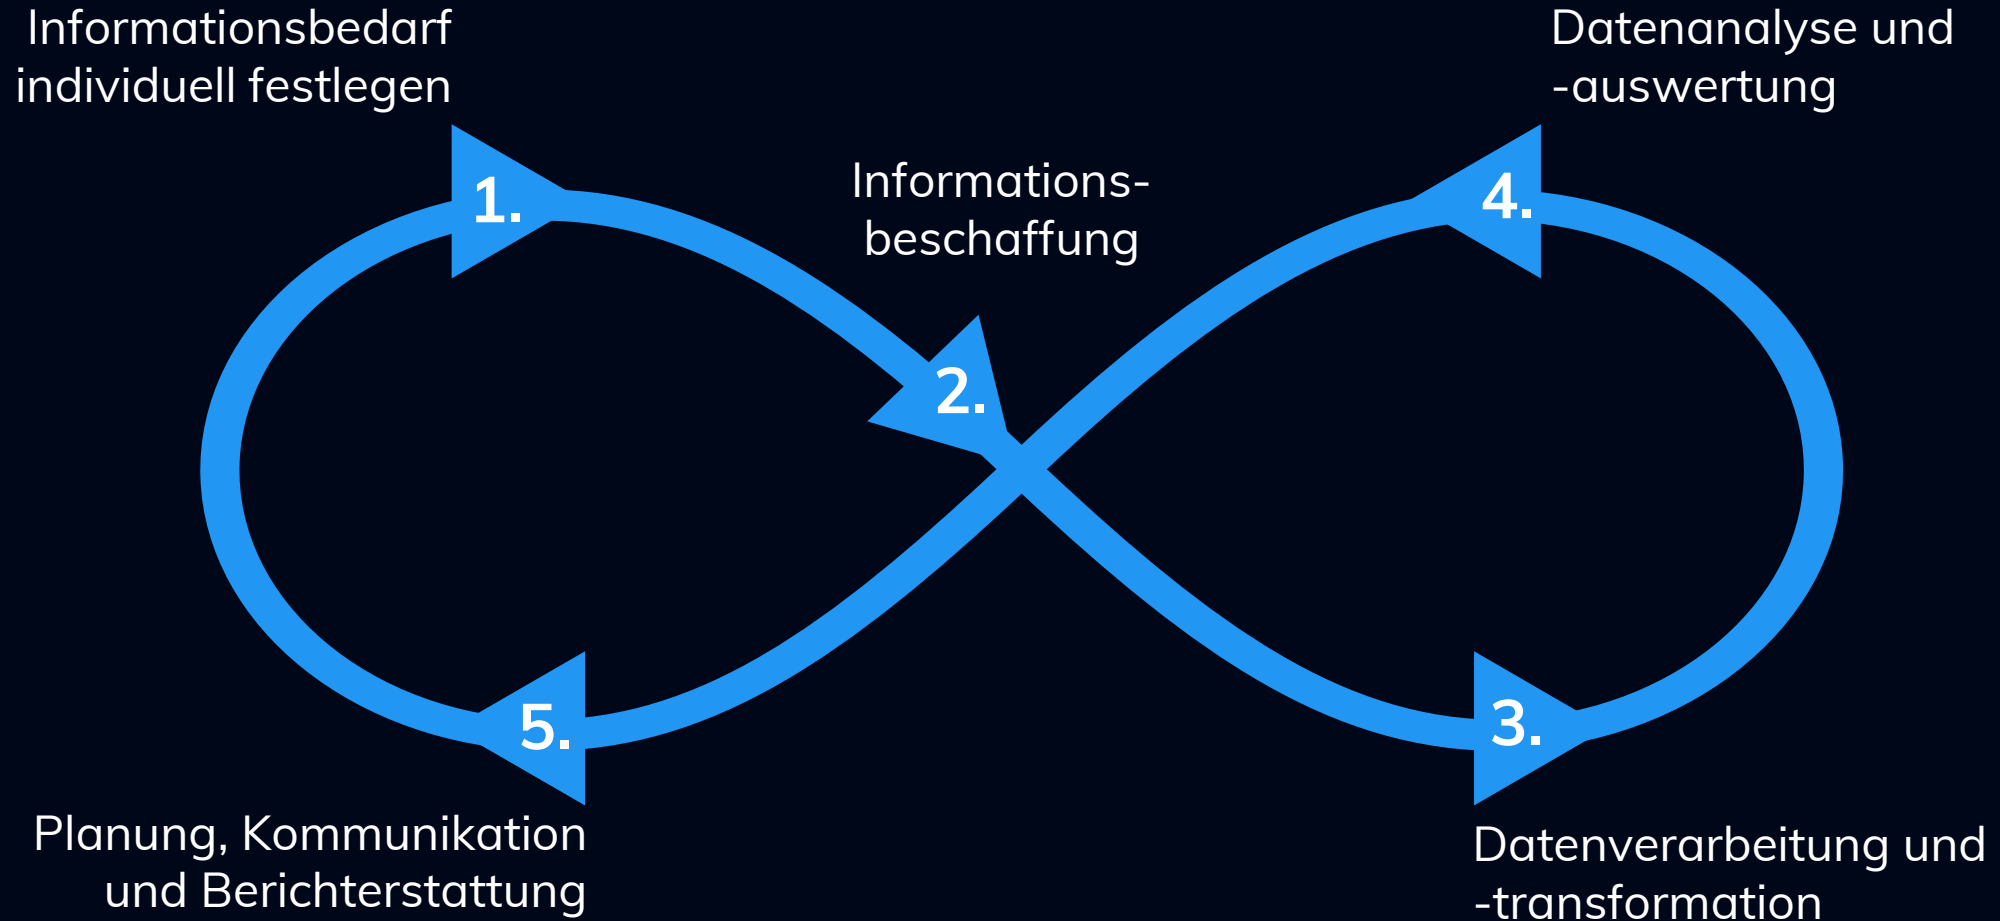 Informationsbedarf
individuell festlegen
1.
Informations-
beschaffung
2.
Datenverarbeitung und
-transformation
3.
Datenanalyse und
-auswertung
4.
Planung, Kommunikation
und Berichterstattung
5.